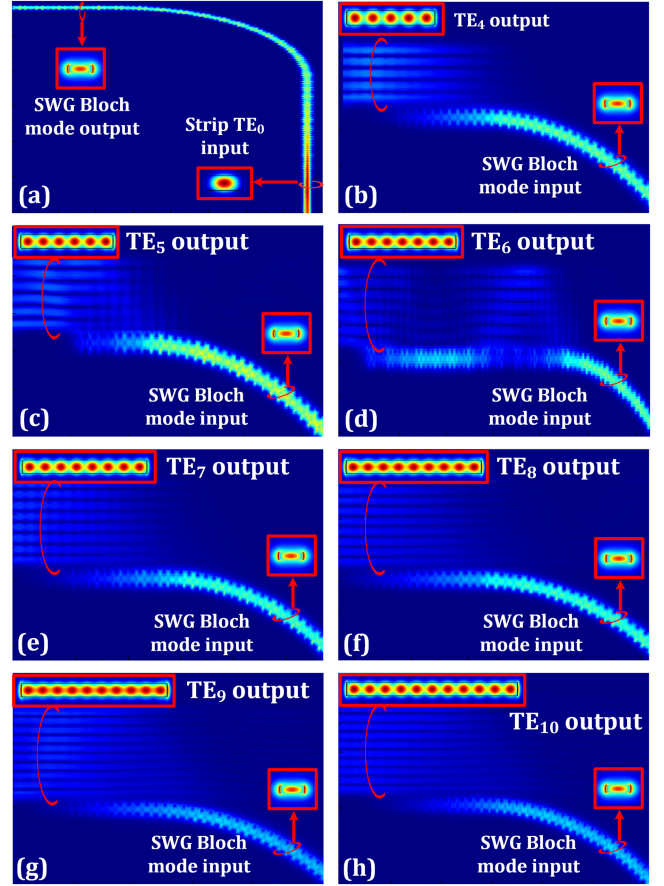 SWG Bloch
mode output
Strip TE₀
input
(a)
TE₄ output
SWG Bloch
mode input
(b)
TE₅ output
SWG Bloch
mode input
(c)
TE₆ output
SWG Bloch
mode input
(d)
TE₇ output
SWG Bloch
mode input
(e)
TE₈ output
SWG Bloch
mode input
(f)
TE₉ output
SWG Bloch
mode input
(g)
TE₁₀ output
SWG Bloch
mode input
(h)